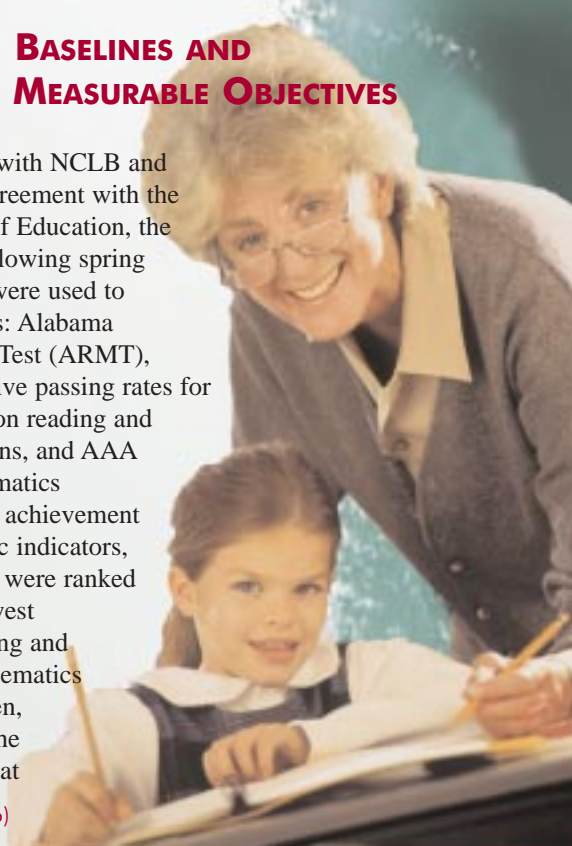 BASELINES AND
MEASURABLE OBJECTIVES
with NCLB and
reement with the
f Education, the
lowing spring
were used to
s: Alabama
Test (ARMT),
ive passing rates for
on reading and
ns, and AAA
matics
achievement
c indicators,
were ranked
vest
ng and
ematics
en,
he
at
)